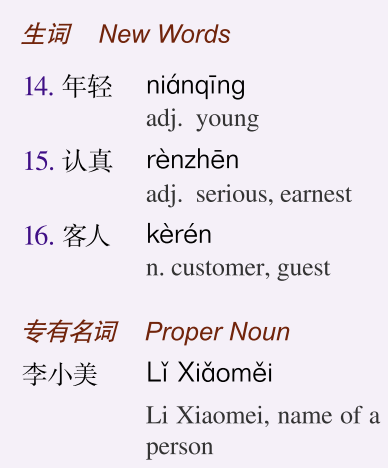 生词 New Words
14. 年轻 niánqīng
adj. young
15. 认真 rènzhēn
adj. serious, earnest
16. 客人 kèrén
n. customer, guest
专有名词 Proper Noun
李小美 Lǐ Xiǎoměi
Li Xiaomei, name of a
person